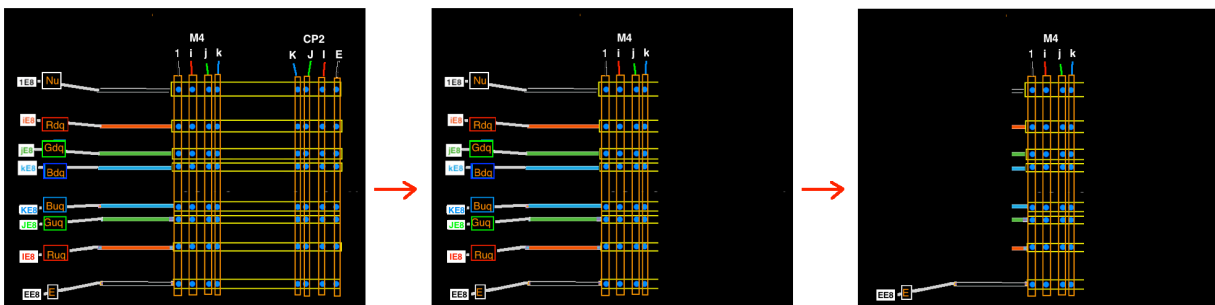 M4 CP2
1 i j k K J I E
1E8 Nu
iE8 Rdq
jE8 Gdq
kE8 Bdq
KE8 Buq
JE8 Guq
IE8 Ruq
EE8 E
M4
1 i j k
1E8 Nu
iE8 Rdq
jE8 Gdq
kE8 Bdq
KE8 Buq
JE8 Guq
IE8 Ruq
EE8 E
M4
1 i j k
EE8 E